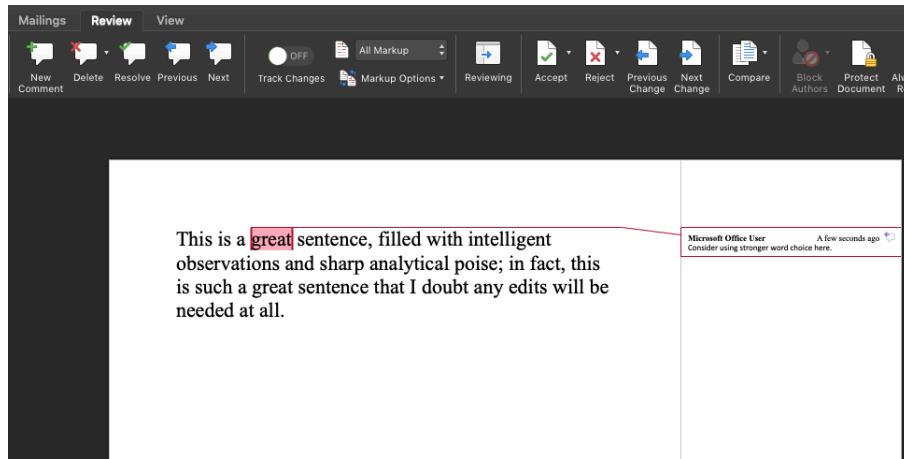 Mailings Review View
New Comment
Delete
Resolve
Previous
Next
OFF
Track Changes
All Markup
Markup Options
Reviewing
Accept
Reject
Previous Change
Next Change
Compare
Block Authors
Protect Document
This is a great sentence, filled with intelligent
observations and sharp analytical poise; in fact, this
is such a great sentence that I doubt any edits will be
needed at all.
Microsoft Office User A few seconds ago
Consider using stronger word choice here.